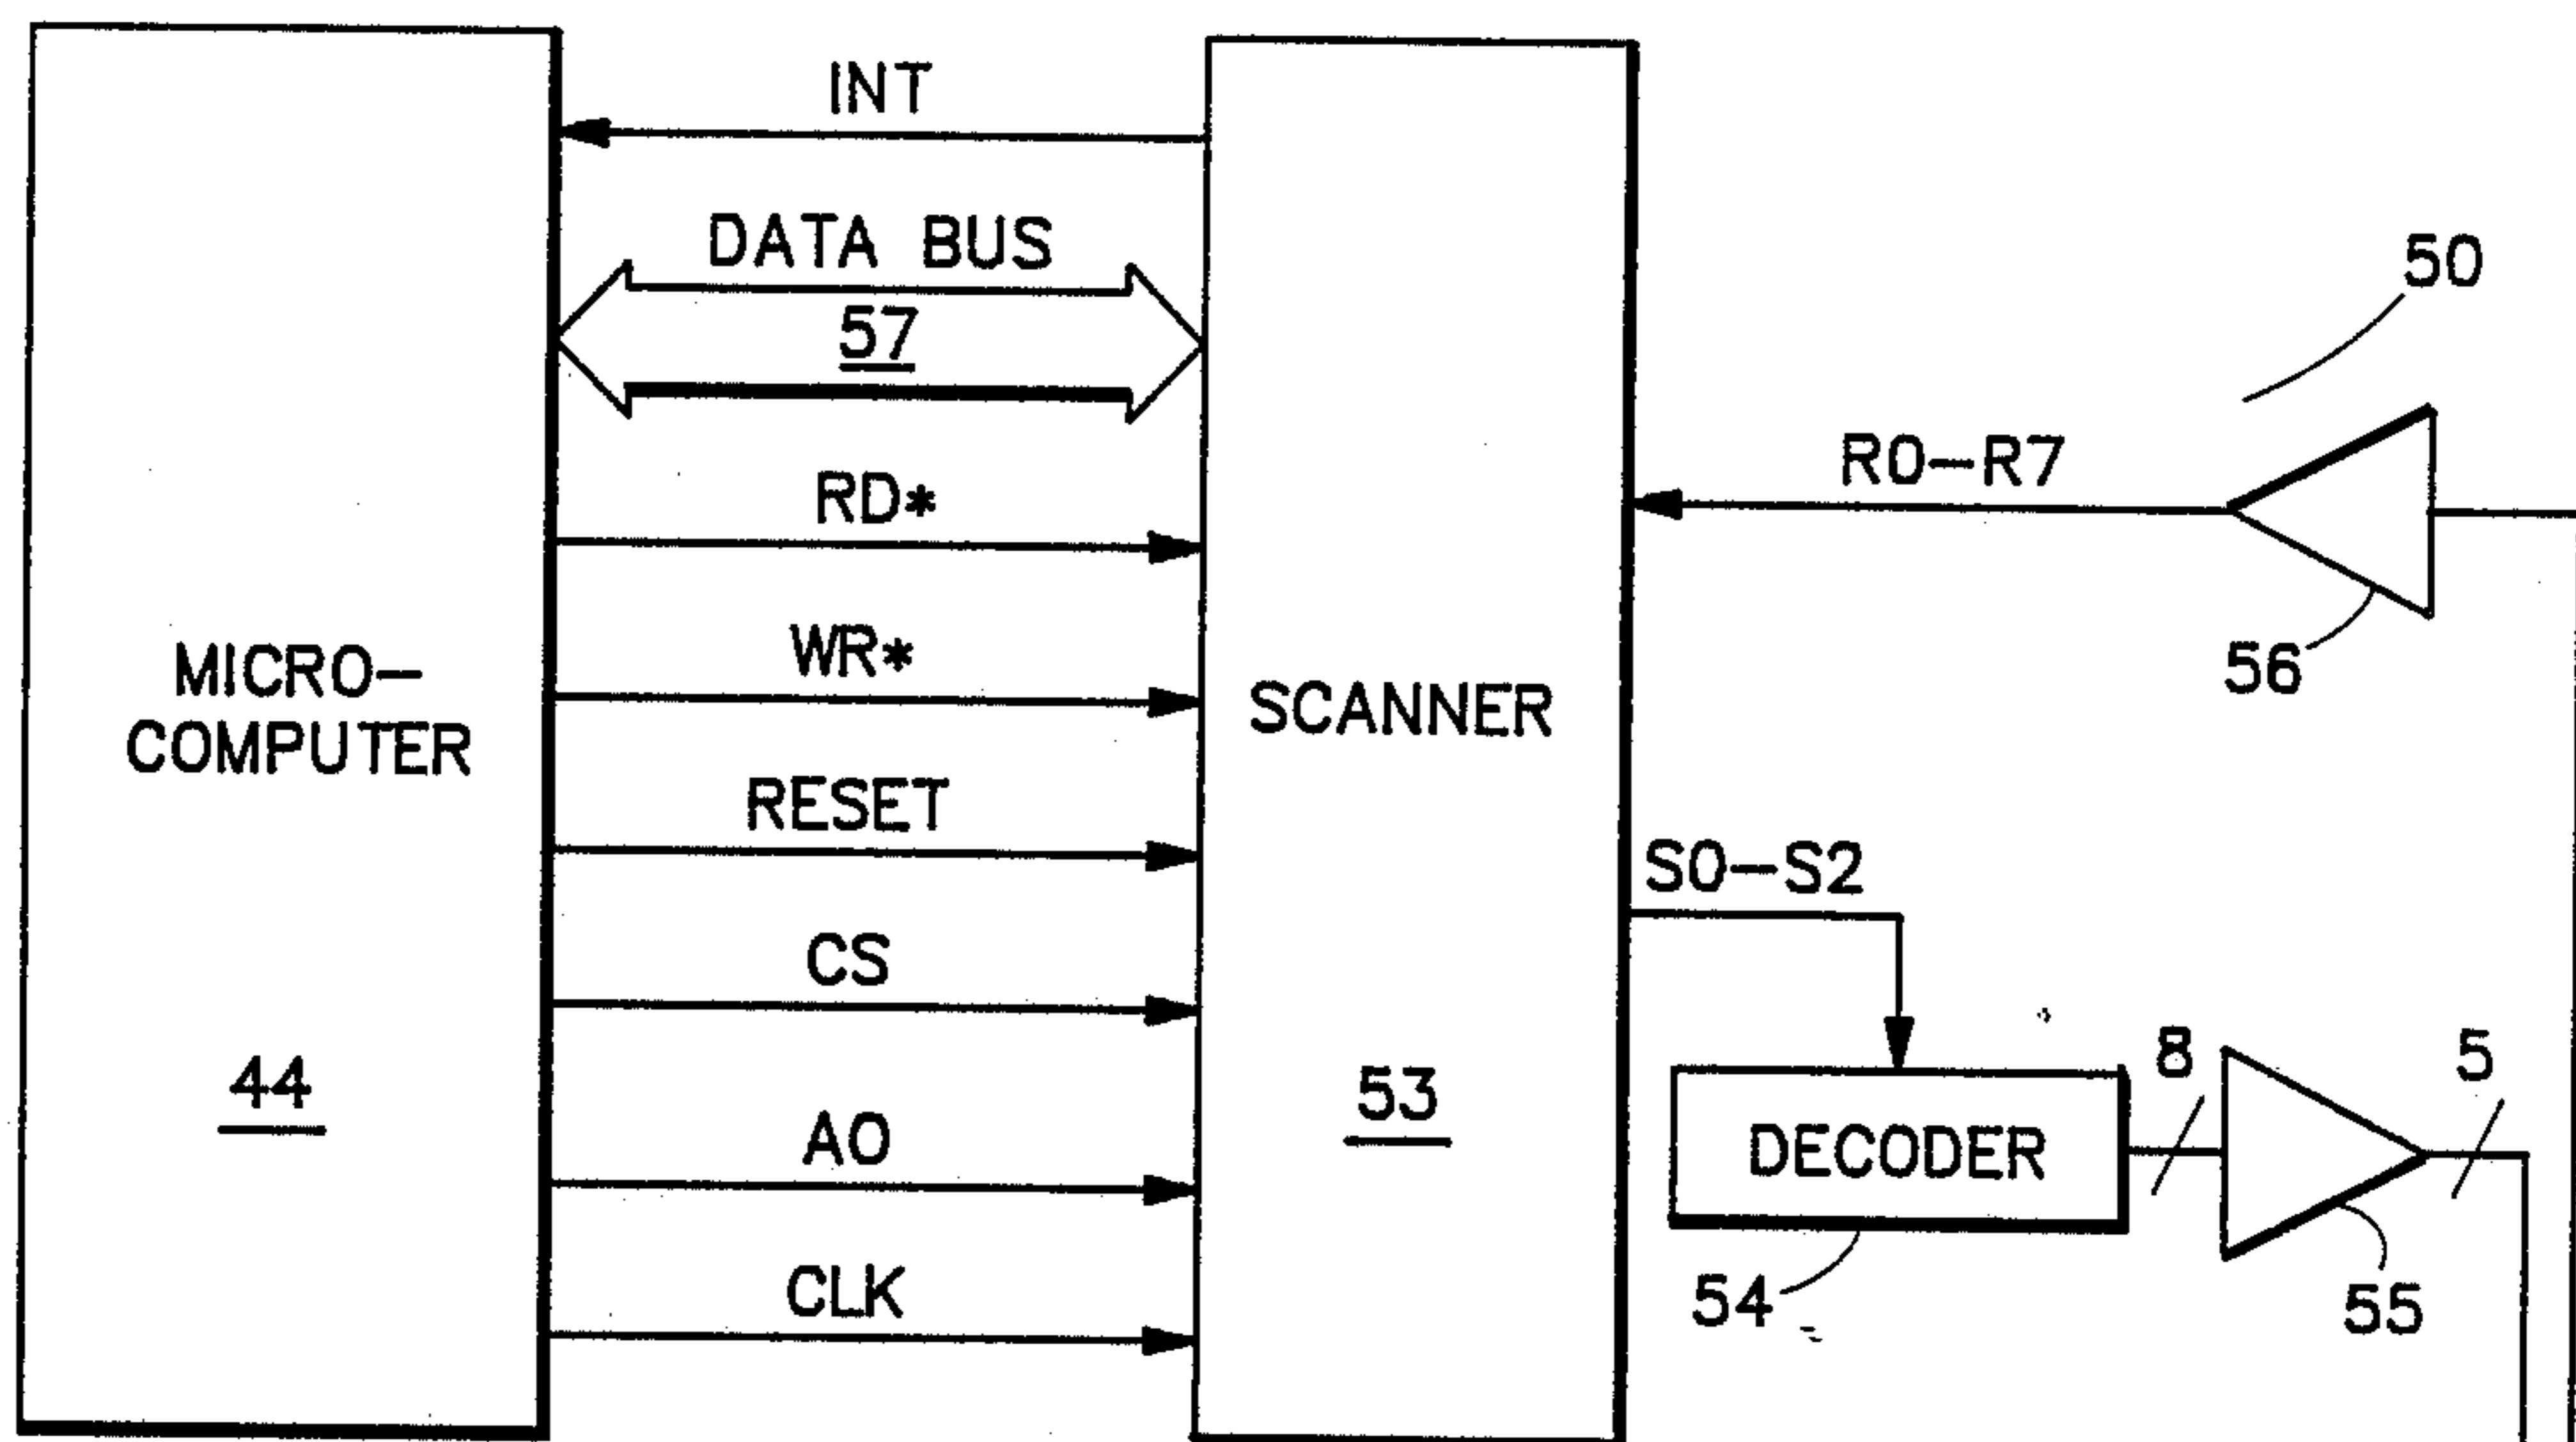 INT
DATA BUS
57
50
R0-R7
RD*
56
WR*
MICRO-
COMPUTER
SCANNER
RESET
S0-S2
CS
44
53
8
5
A0
DECODER
CLK
54
55